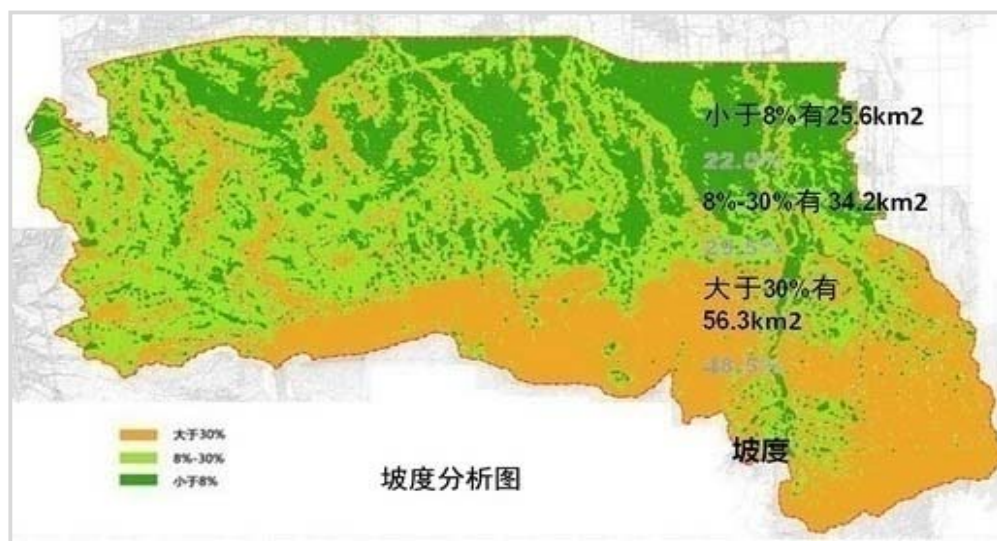 小于8%有25.6km2
22.0%
8%-30%有 34.2km2
29.5%
大于30%有
56.3km2
48.5%
坡度
大于30%
8%-30%
小于8%
坡度分析图